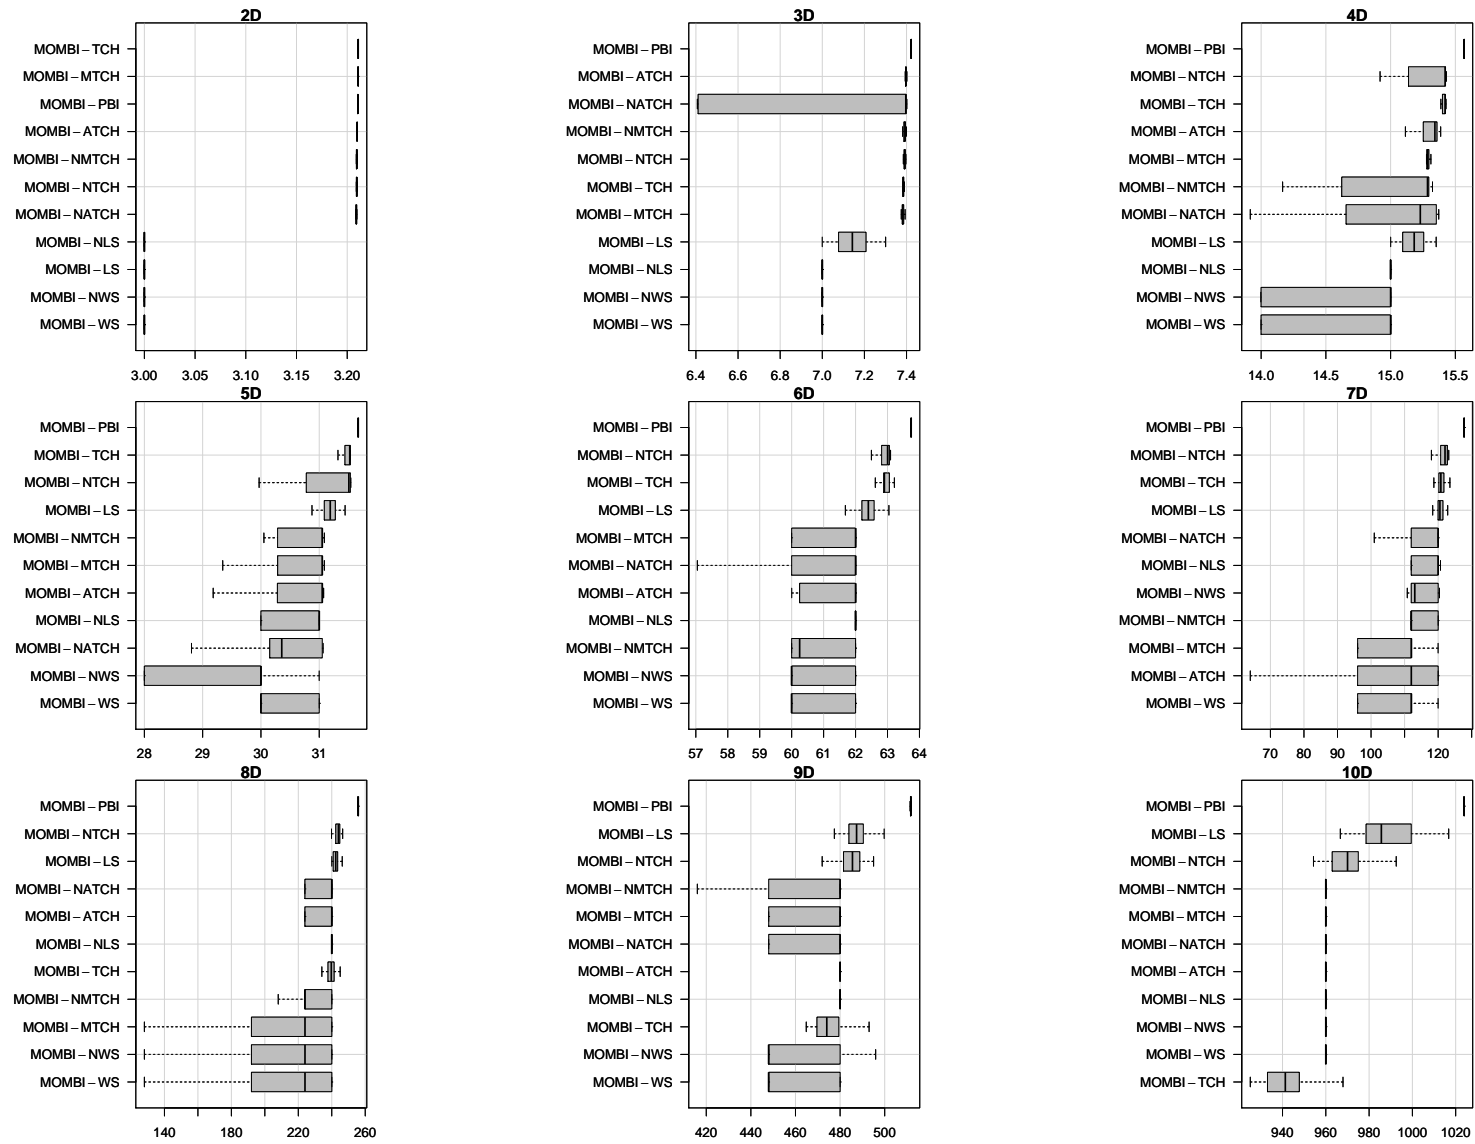 2D
MOMBI−TCH
MOMBI−MTCH
MOMBI−PBI
MOMBI−ATCH
MOMBI−NMTCH
MOMBI−NTCH
MOMBI−NATCH
MOMBI−NLS
MOMBI−LS
MOMBI−NWS
MOMBI−WS
3.00 3.05 3.10 3.15 3.20
3D
MOMBI−PBI
MOMBI−ATCH
MOMBI−NATCH
MOMBI−NMTCH
MOMBI−NTCH
MOMBI−TCH
MOMBI−MTCH
MOMBI−LS
MOMBI−NLS
MOMBI−NWS
MOMBI−WS
6.4 6.6 6.8 7.0 7.2 7.4
4D
MOMBI−PBI
MOMBI−NTCH
MOMBI−TCH
MOMBI−ATCH
MOMBI−MTCH
MOMBI−NMTCH
MOMBI−NATCH
MOMBI−LS
MOMBI−NLS
MOMBI−NWS
MOMBI−WS
14.0 14.5 15.0 15.5
5D
MOMBI−PBI
MOMBI−TCH
MOMBI−NTCH
MOMBI−LS
MOMBI−NMTCH
MOMBI−MTCH
MOMBI−ATCH
MOMBI−NLS
MOMBI−NATCH
MOMBI−NWS
MOMBI−WS
28 29 30 31
6D
MOMBI−PBI
MOMBI−NTCH
MOMBI−TCH
MOMBI−LS
MOMBI−MTCH
MOMBI−NATCH
MOMBI−ATCH
MOMBI−NLS
MOMBI−NMTCH
MOMBI−NWS
MOMBI−WS
57 58 59 60 61 62 63 64
7D
MOMBI−PBI
MOMBI−NTCH
MOMBI−TCH
MOMBI−LS
MOMBI−NATCH
MOMBI−NLS
MOMBI−NWS
MOMBI−NMTCH
MOMBI−MTCH
MOMBI−ATCH
MOMBI−WS
70 80 90 100 120
8D
MOMBI−PBI
MOMBI−NTCH
MOMBI−LS
MOMBI−NATCH
MOMBI−ATCH
MOMBI−NLS
MOMBI−TCH
MOMBI−NMTCH
MOMBI−MTCH
MOMBI−NWS
MOMBI−WS
140 180 220 260
9D
MOMBI−PBI
MOMBI−LS
MOMBI−NTCH
MOMBI−NMTCH
MOMBI−MTCH
MOMBI−NATCH
MOMBI−ATCH
MOMBI−NLS
MOMBI−TCH
MOMBI−NWS
MOMBI−WS
420 440 460 480 500
10D
MOMBI−PBI
MOMBI−LS
MOMBI−NTCH
MOMBI−NMTCH
MOMBI−MTCH
MOMBI−NATCH
MOMBI−ATCH
MOMBI−NLS
MOMBI−NWS
MOMBI−WS
MOMBI−TCH
940 960 980 1000 1020